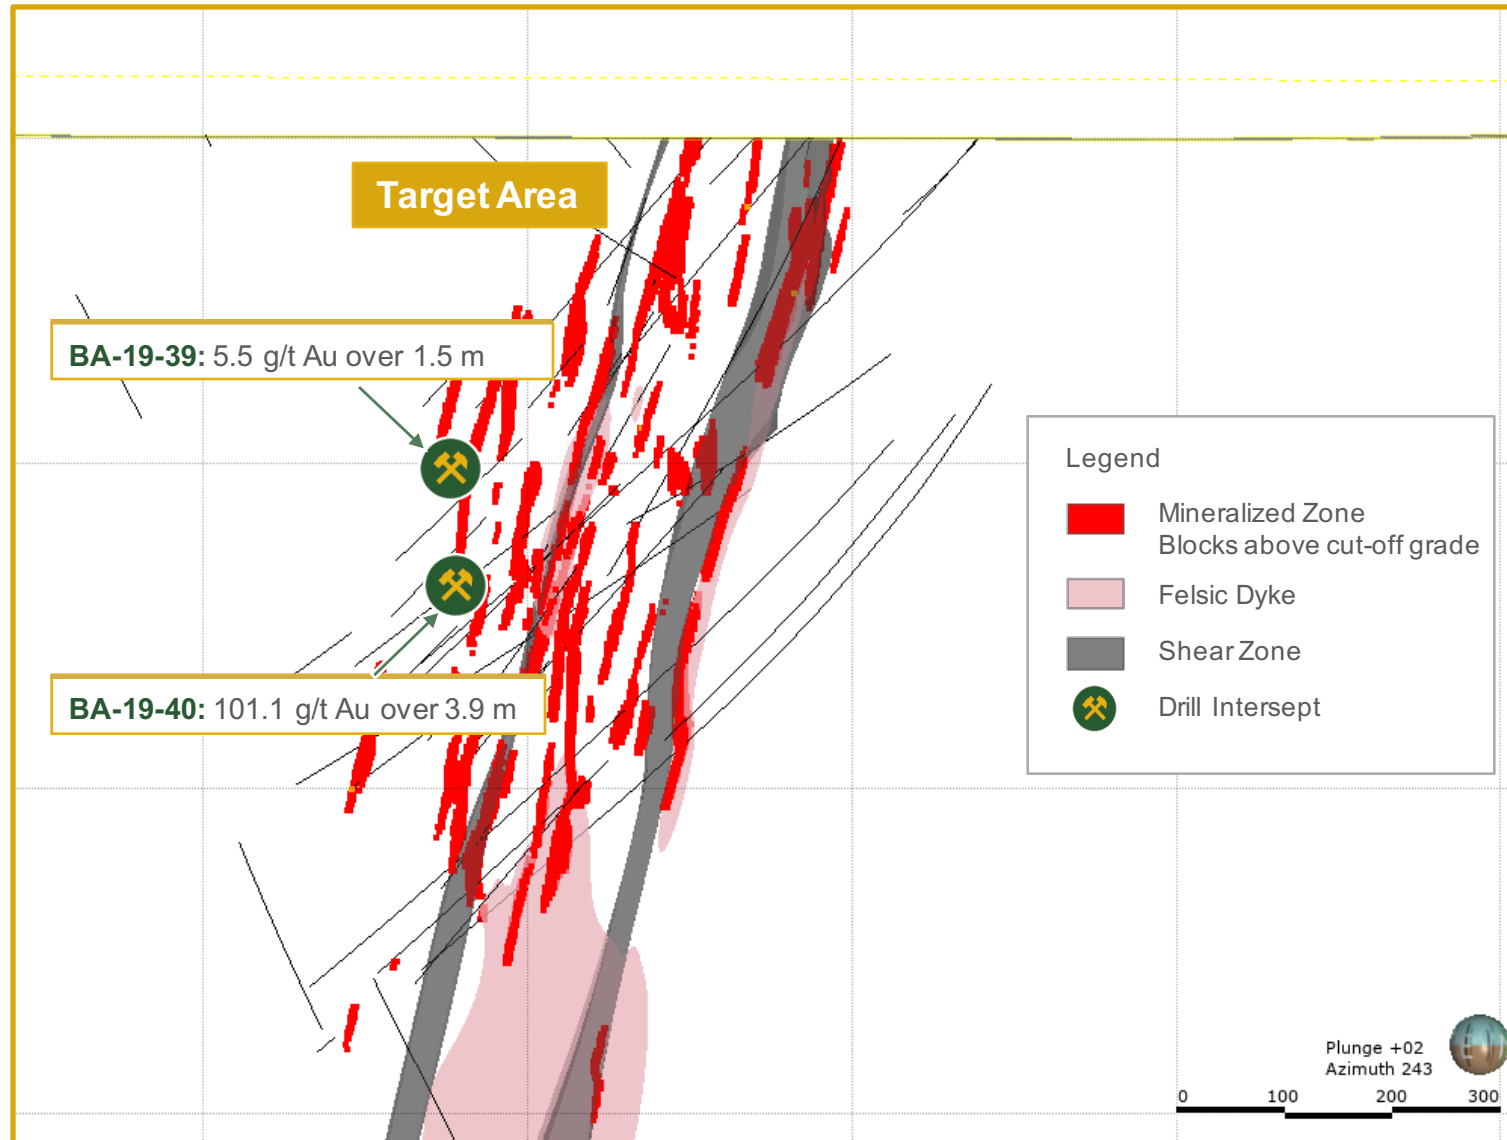 Target Area
BA-19-39: 5.5 g/t Au over 1.5 m
BA-19-40: 101.1 g/t Au over 3.9 m
Legend
Mineralized Zone
Blocks above cut-off grade
Felsic Dyke
Shear Zone
Drill Intersept
Plunge +02
Azimuth 243
0 100 200 300